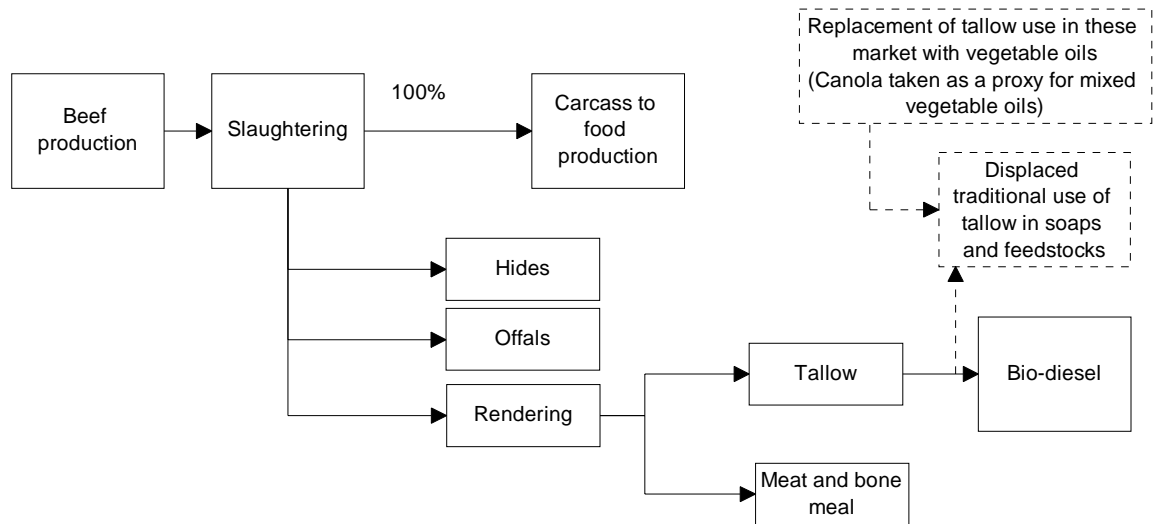 Replacement of tallow use in these
market with vegetable oils
(Canola taken as a proxy for mixed
vegetable oils)
Beef
production
Slaughtering
100%
Carcass to
food
production
Displaced
traditional use of
tallow in soaps
and feedstocks
Hides
Offals
Rendering
Tallow
Bio-diesel
Meat and bone
meal